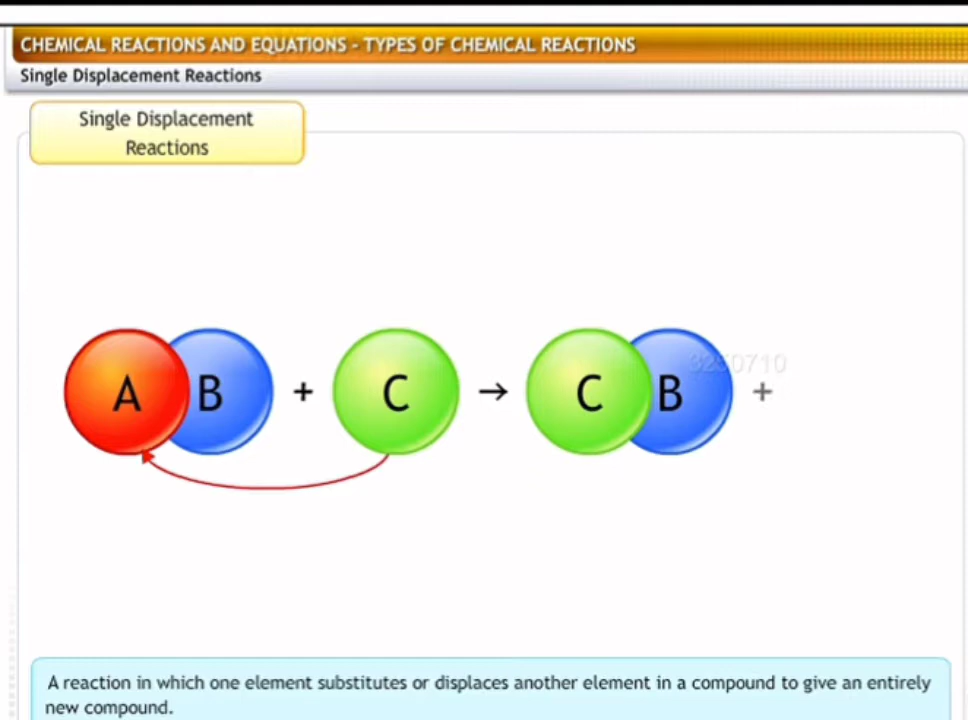 CHEMICAL REACTIONS AND EQUATIONS - TYPES OF CHEMICAL REACTIONS
Single Displacement Reactions
Single Displacement
Reactions
A B + C → C B +
3250710
A reaction in which one element substitutes or displaces another element in a compound to give an entirely
new compound.